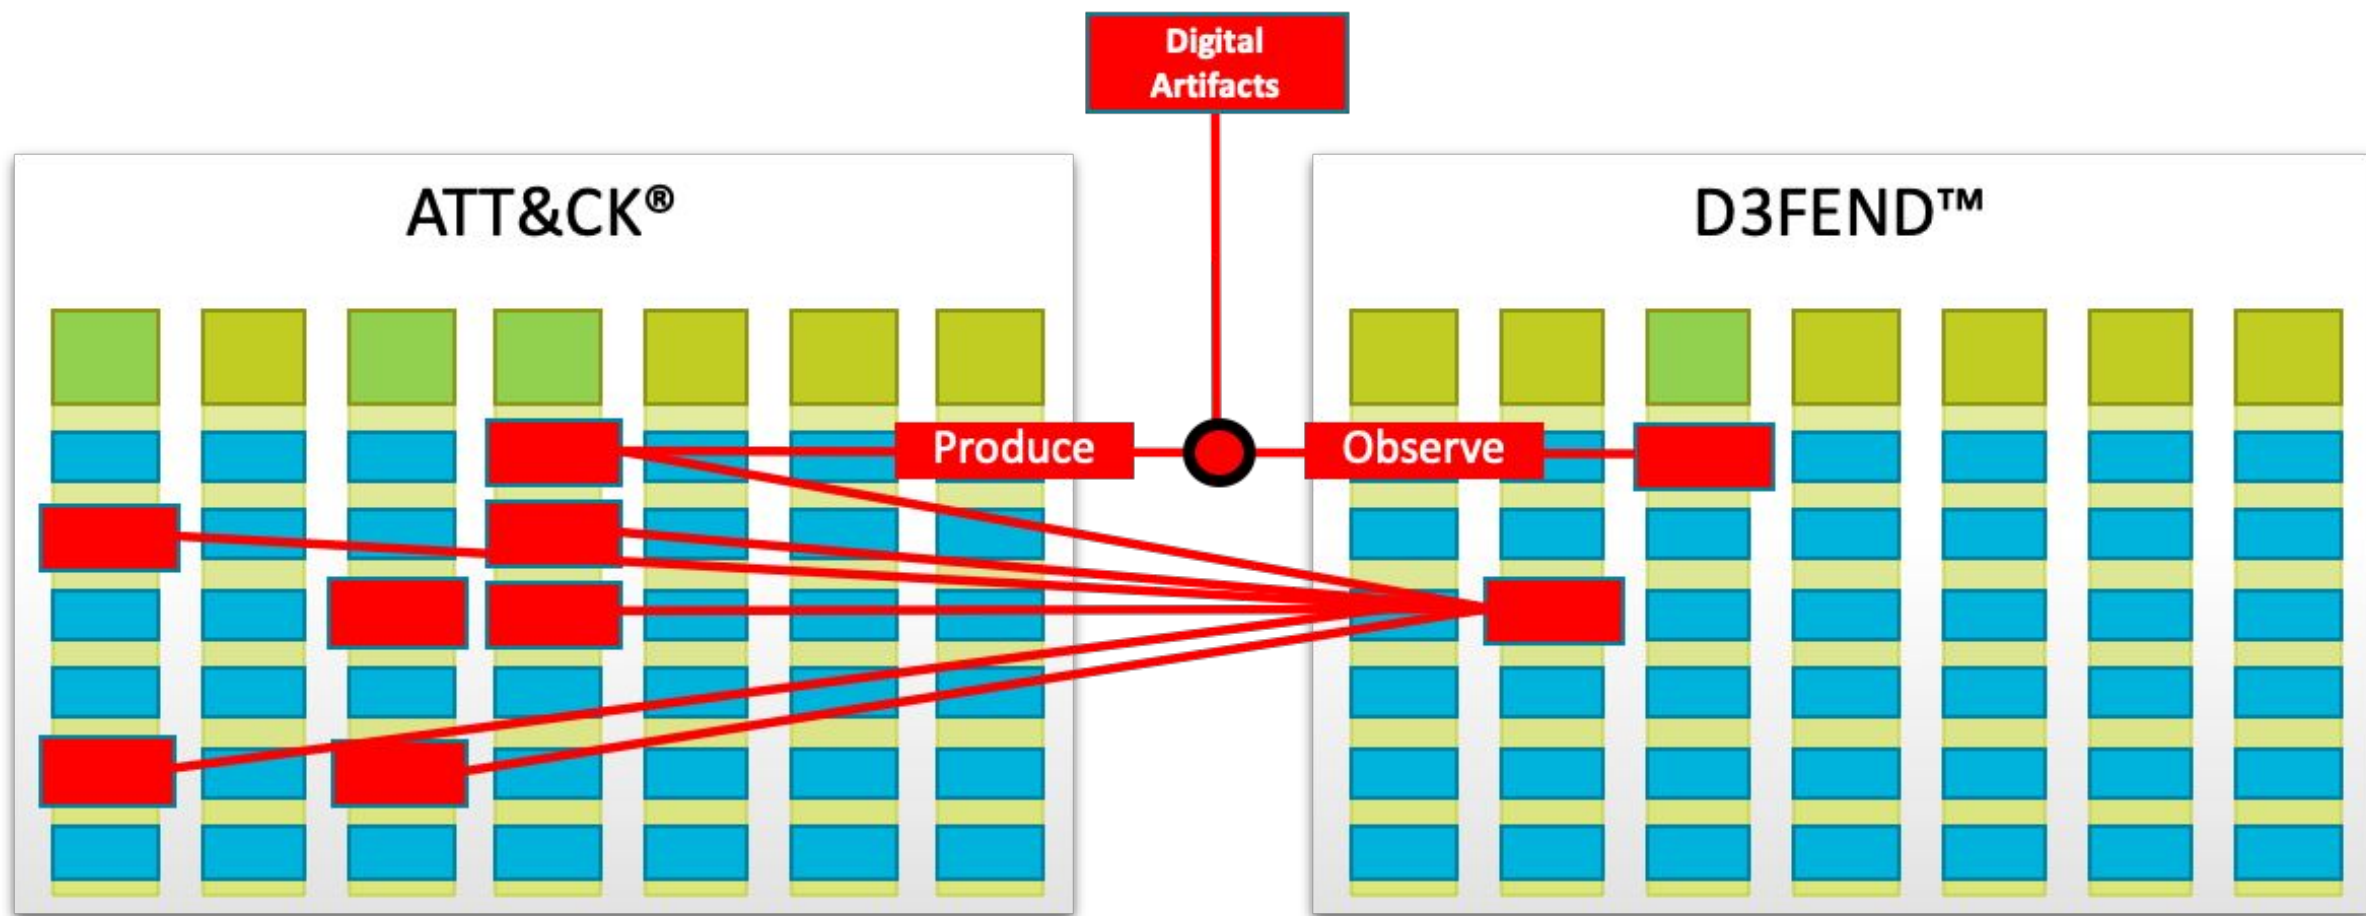 Digital
Artifacts
ATT&CK®
D3FEND™
Produce
Observe